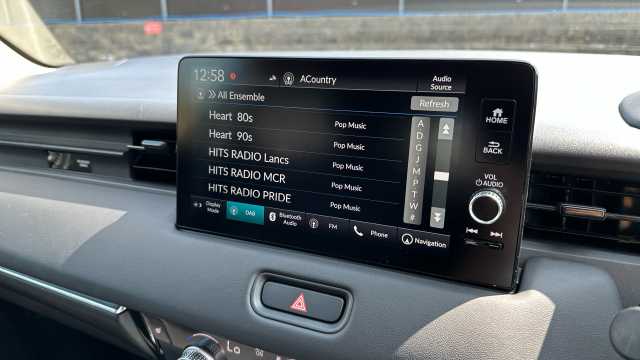 12:58 ACountry Audio Source
All Ensemble Refresh
Heart 80s Pop Music
Heart 90s Pop Music
HITS RADIO Lancs Pop Music
HITS RADIO MCR Pop Music
HITS RADIO PRIDE Pop Music
A
D
G
J
M
P
T
W
#
Display Mode DAB Bluetooth Audio FM Phone Navigation
HOME
BACK
VOL
AUDIO
Lo